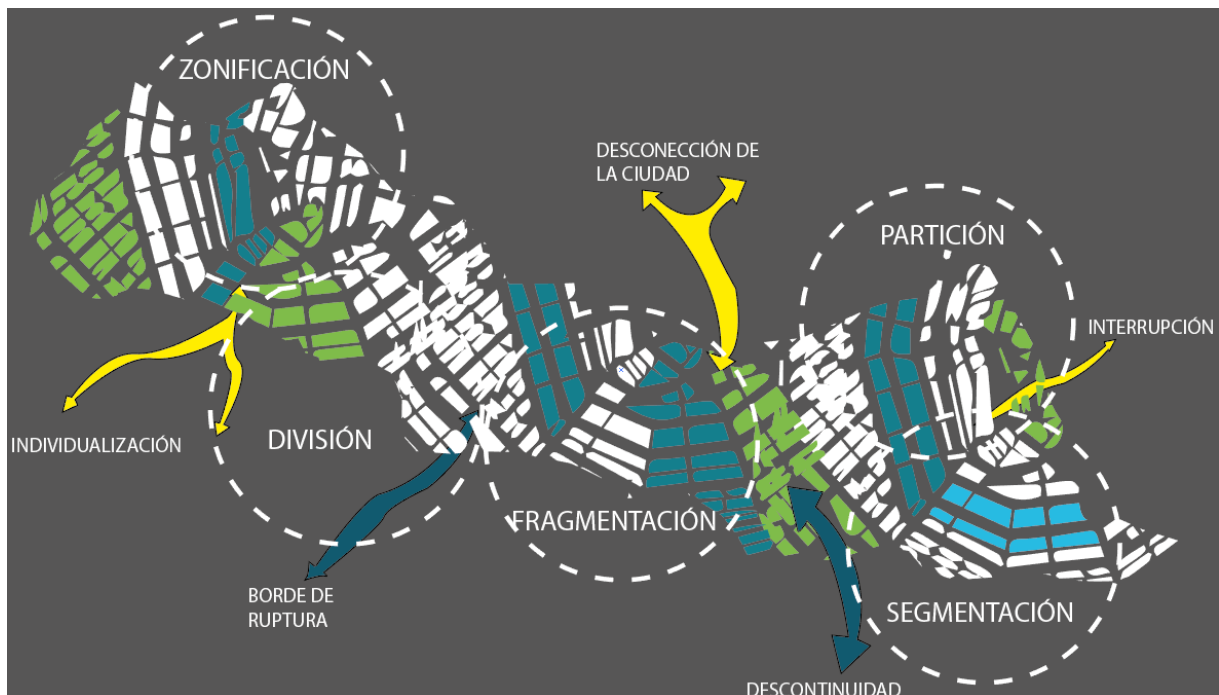 ZONIFICACIÓN
DESCONECCIÓN DE
LA CIUDAD
PARTICIÓN
INTERRUPCIÓN
INDIVIDUALIZACIÓN
DIVISIÓN
FRAGMENTACIÓN
BORDE DE
RUPTURA
SEGMENTACIÓN
DESCONTINUIDAD